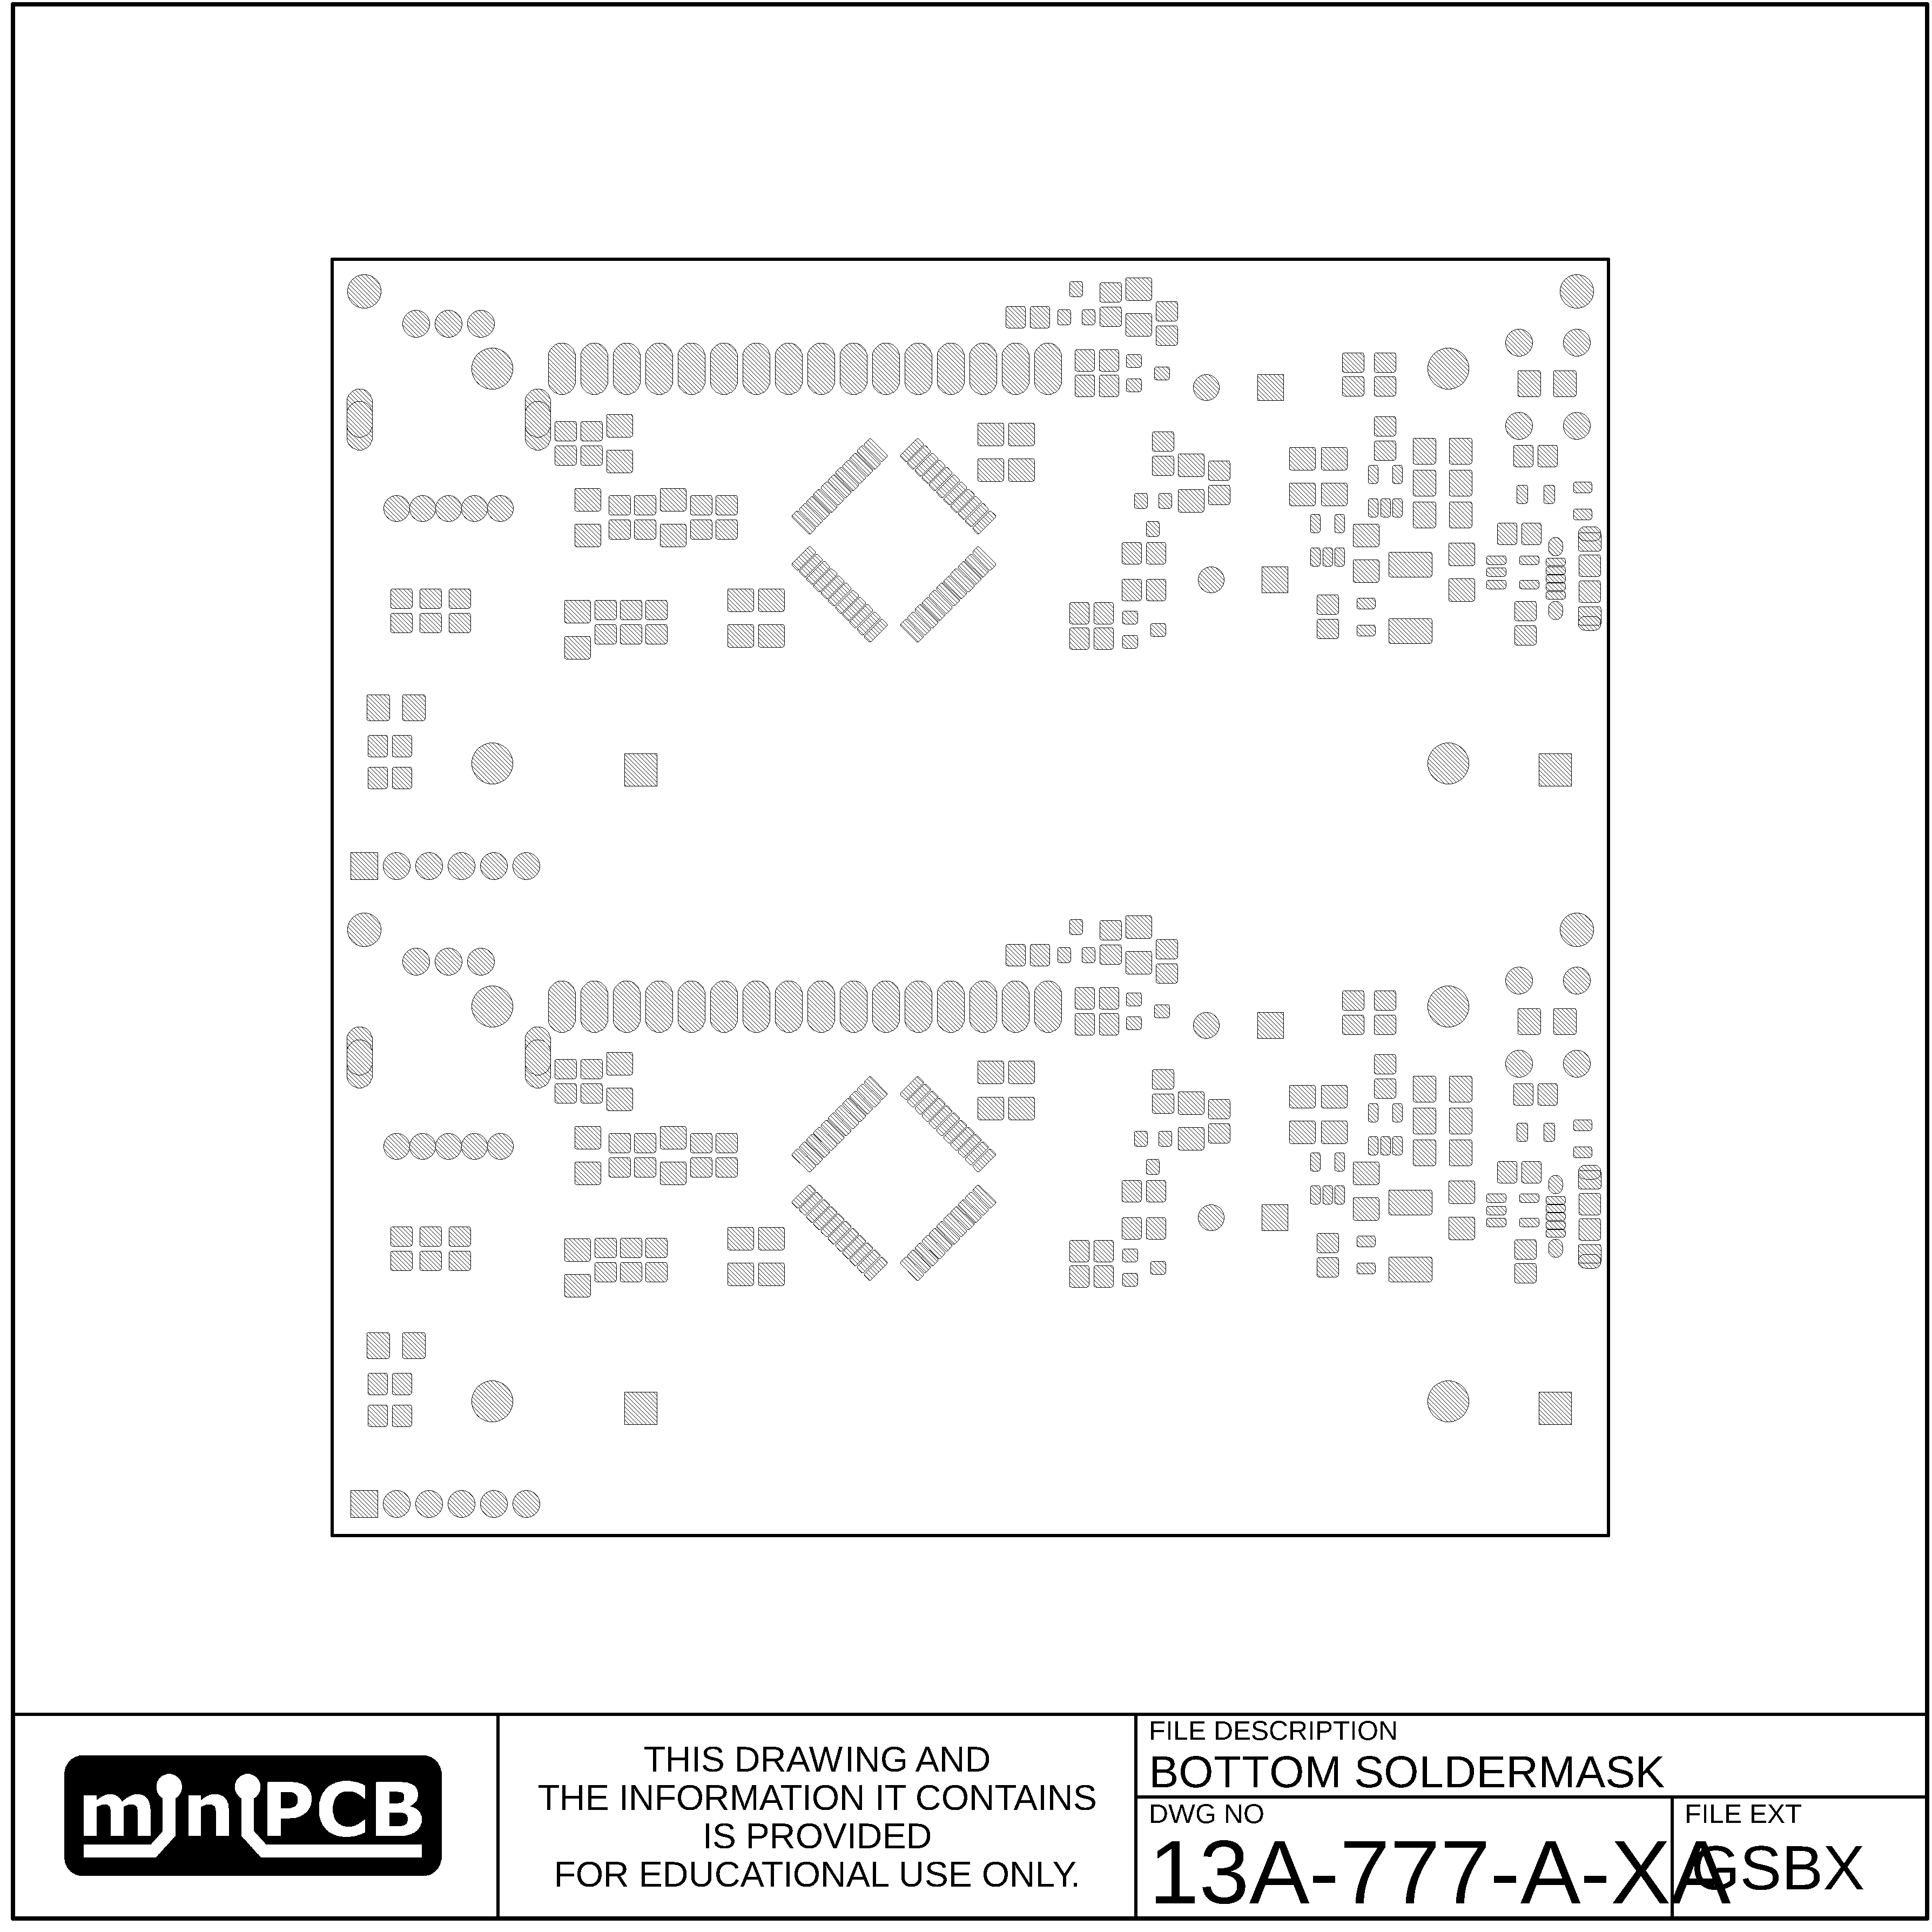 miniPCB
THIS DRAWING AND
THE INFORMATION IT CONTAINS
IS PROVIDED
FOR EDUCATIONAL USE ONLY.
FILE DESCRIPTION
BOTTOM SOLDERMASK
DWG NO
13A-777-A-XA
FILE EXT
GSBX